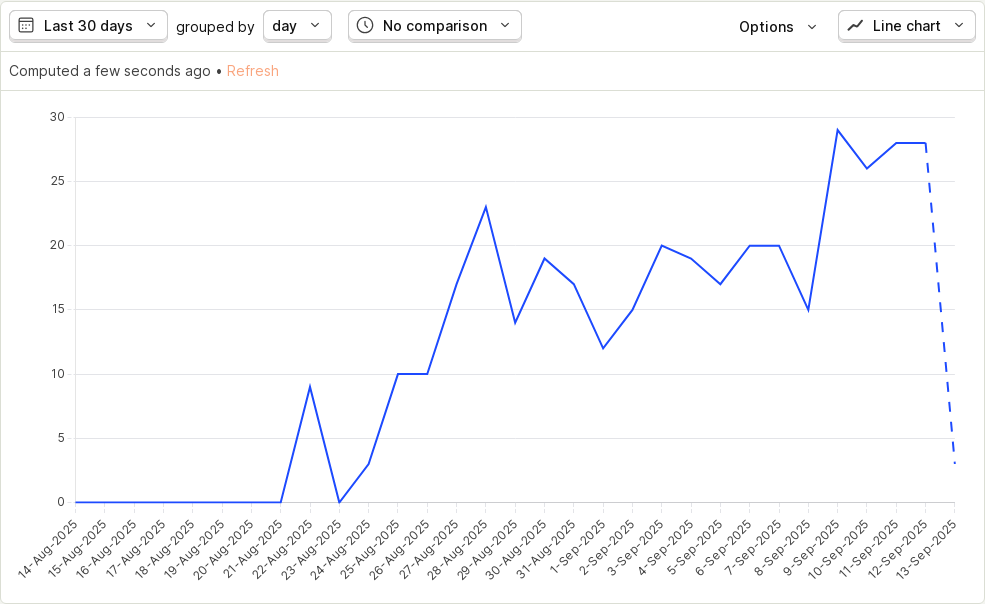 Last 30 days grouped by day No comparison Options Line chart
Computed a few seconds ago • Refresh
30
25
20
15
10
5
0
14-Aug-2025
15-Aug-2025
16-Aug-2025
17-Aug-2025
18-Aug-2025
19-Aug-2025
20-Aug-2025
21-Aug-2025
22-Aug-2025
23-Aug-2025
24-Aug-2025
25-Aug-2025
26-Aug-2025
27-Aug-2025
28-Aug-2025
29-Aug-2025
30-Aug-2025
31-Aug-2025
1-Sep-2025
2-Sep-2025
3-Sep-2025
4-Sep-2025
5-Sep-2025
6-Sep-2025
7-Sep-2025
8-Sep-2025
9-Sep-2025
10-Sep-2025
11-Sep-2025
12-Sep-2025
13-Sep-2025